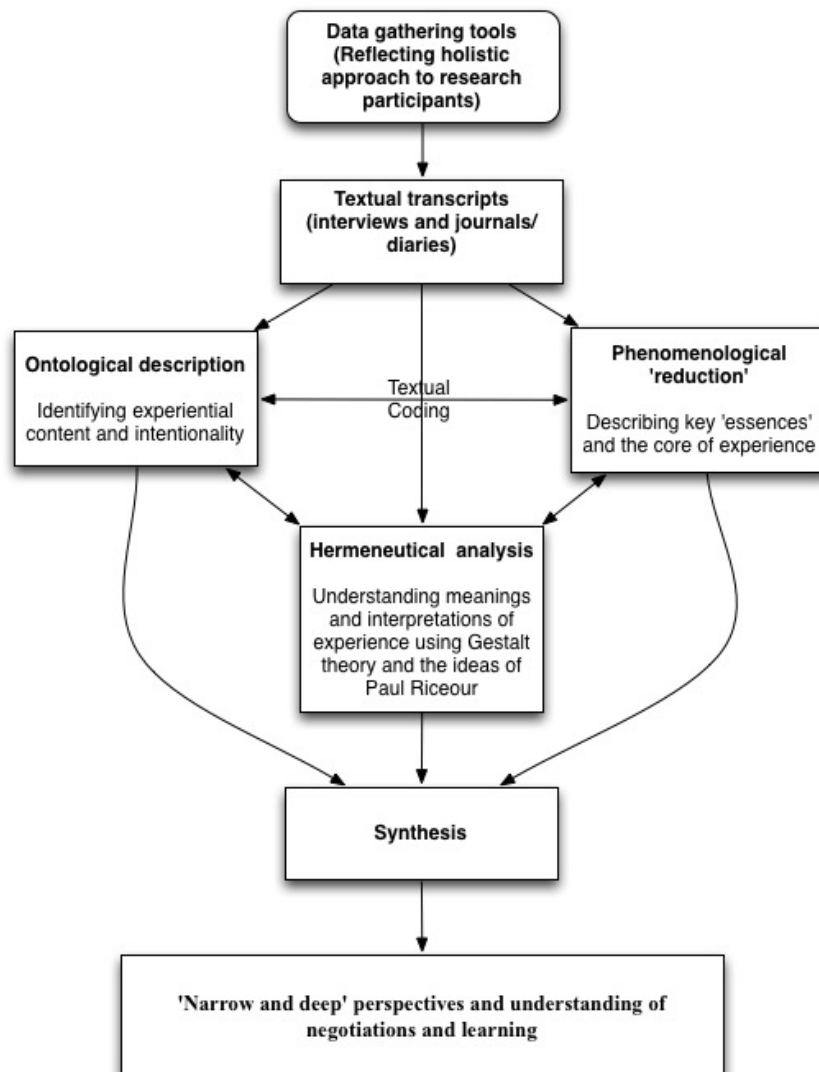 Data gathering tools
(Reflecting holistic
approach to research
participants)
Textual transcripts
(interviews and journals/
diaries)
Ontological description
Identifying experiential
content and intentionality
Textual
Coding
Phenomenological
'reduction'
Describing key 'essences'
and the core of experience
Hermeneutical analysis
Understanding meanings
and interpretations of
experience using Gestalt
theory and the ideas of
Paul Riceour
Synthesis
'Narrow and deep' perspectives and understanding of
negotiations and learning